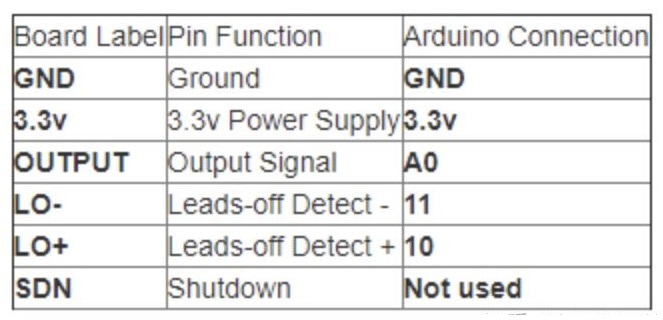 Board Label Pin Function Arduino Connection
GND Ground GND
3.3v 3.3v Power Supply 3.3v
OUTPUT Output Signal A0
LO- Leads-off Detect - 11
LO+ Leads-off Detect + 10
SDN Shutdown Not used